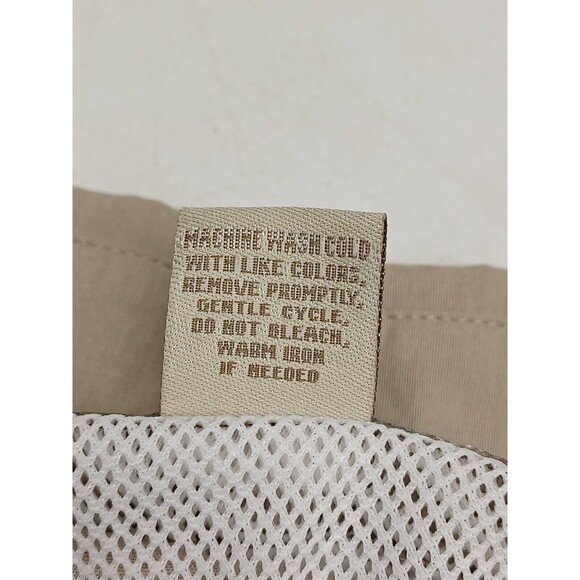 MACHINE WASH COLD
WITH LIKE COLORS,
REMOVE PROMPTLY,
GENTLE CYCLE,
DO NOT BLEACH,
WARM IRON
IF NEEDED